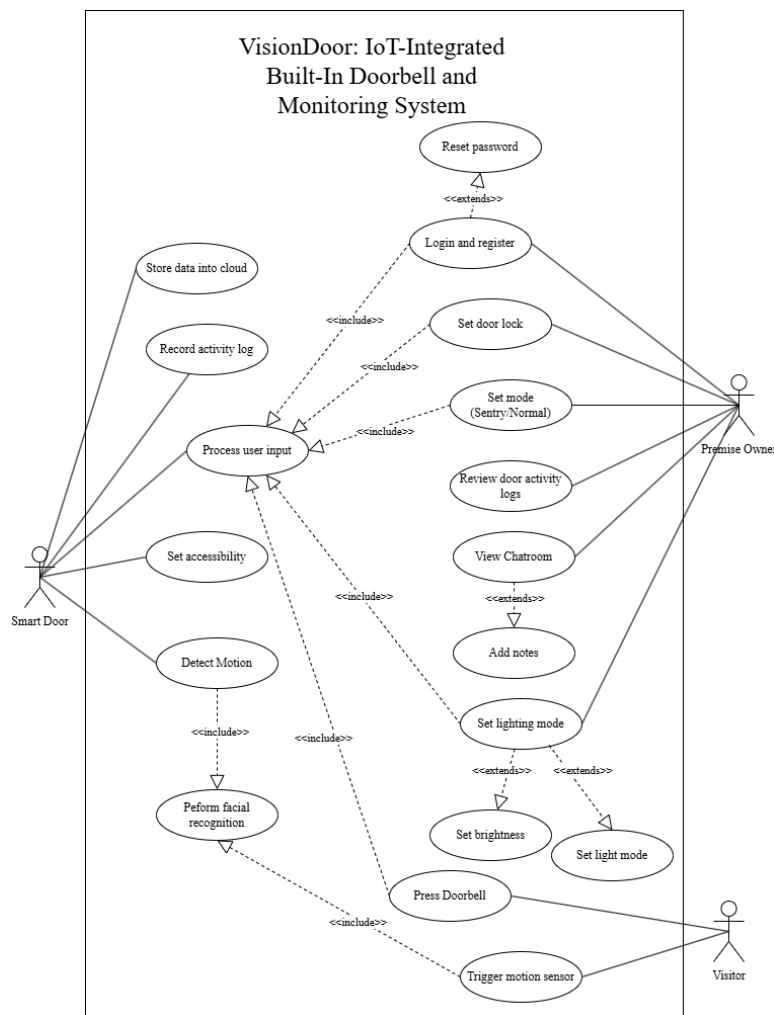 VisionDoor: IoT-Integrated
Built-In Doorbell and
Monitoring System
Reset password
<<extends>>
Login and register
Store data into cloud
<<include>>
Set door lock
Record activity log
<<include>>
Set mode
(Sentry/Normal)
<<include>>
Process user input
Premise Owner
Review door activity
logs
Set accessibility
View Chatroom
<<include>>
<<extends>>
Smart Door
Add notes
Detect Motion
Set lighting mode
<<include>>
<<include>>
<<extends>>
<<extends>>
Peform facial
recognition
Set brightness
Set light mode
Press Doorbell
<<include>>
Trigger motion sensor
Visitor